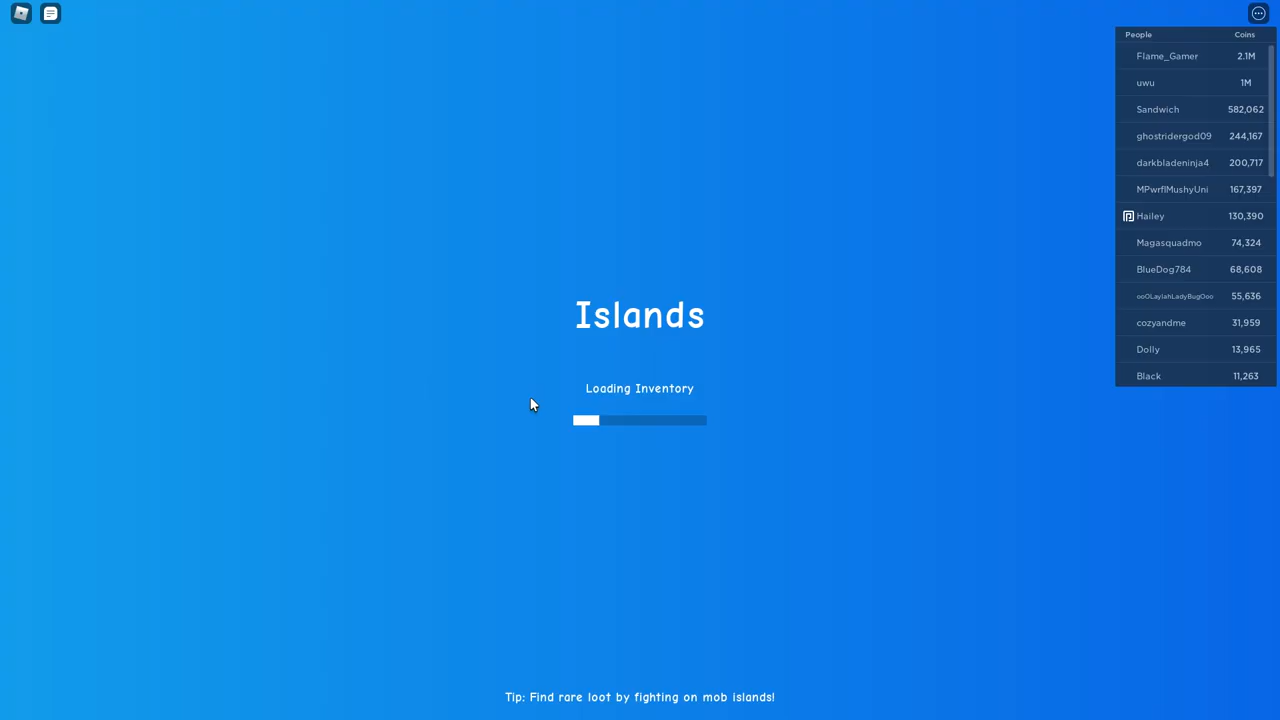 People Coins
Flame_Gamer 2.1M
uwu 1M
Sandwich 582,062
ghostridergod09 244,167
darkbladeninja4 200,717
MPwrflMushyUni 167,397
Hailey 130,390
Magasquadmo 74,324
BlueDog784 68,608
ooOLaylahLadyBugOoo 55,636
cozyandme 31,959
Dolly 13,965
Black 11,263
Islands
Loading Inventory
Tip: Find rare loot by fighting on mob islands!